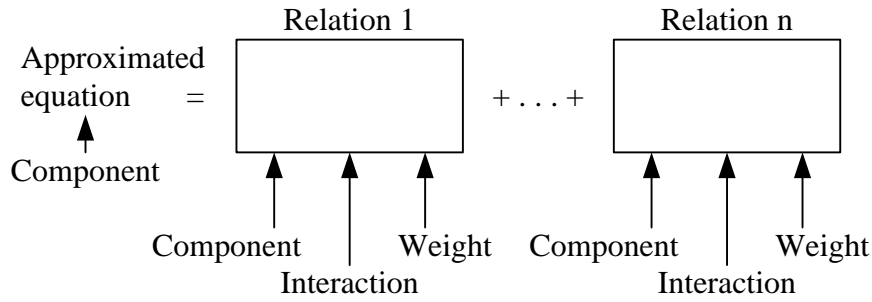 Relation 1
Relation n
Approximated
equation = + . . . +
Component
Component Weight Component Weight
Interaction Interaction